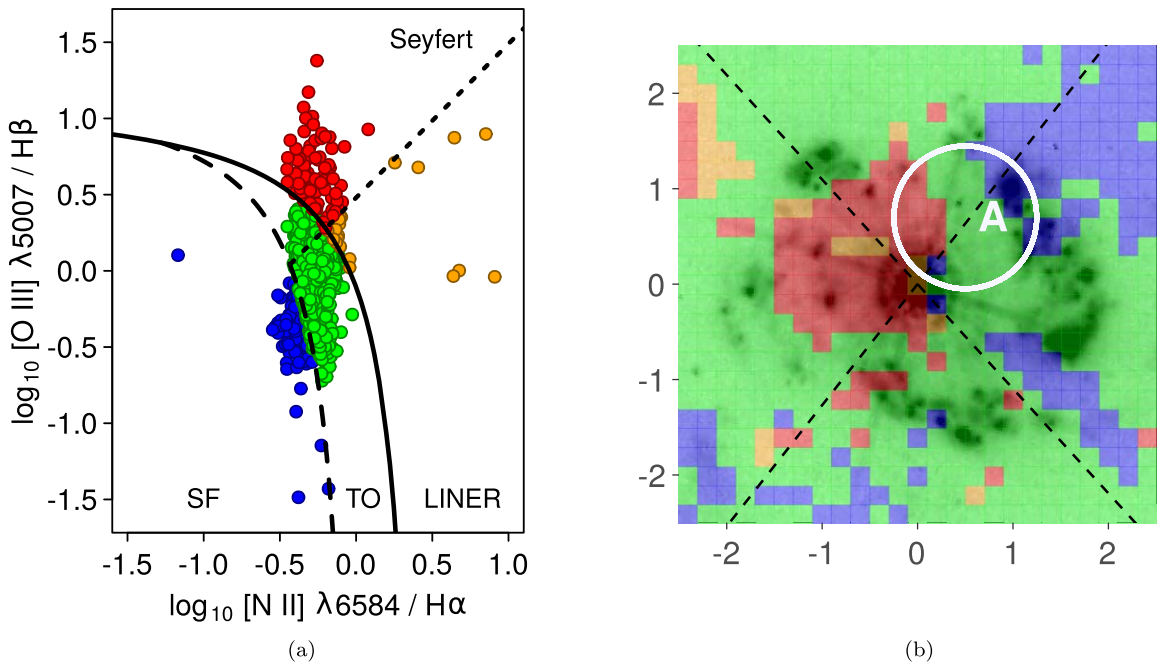 Seyfert
1.5
1.0
0.5
0.0
-0.5
-1.0
-1.5
log10 [O III] λ5007 / Hβ
SF
TO
LINER
-1.5 -1.0 -0.5 0.0 0.5 1.0
log10 [N II] λ6584 / Hα
(a)
2
1
0
-1
-2
A
-2 -1 0 1 2
(b)